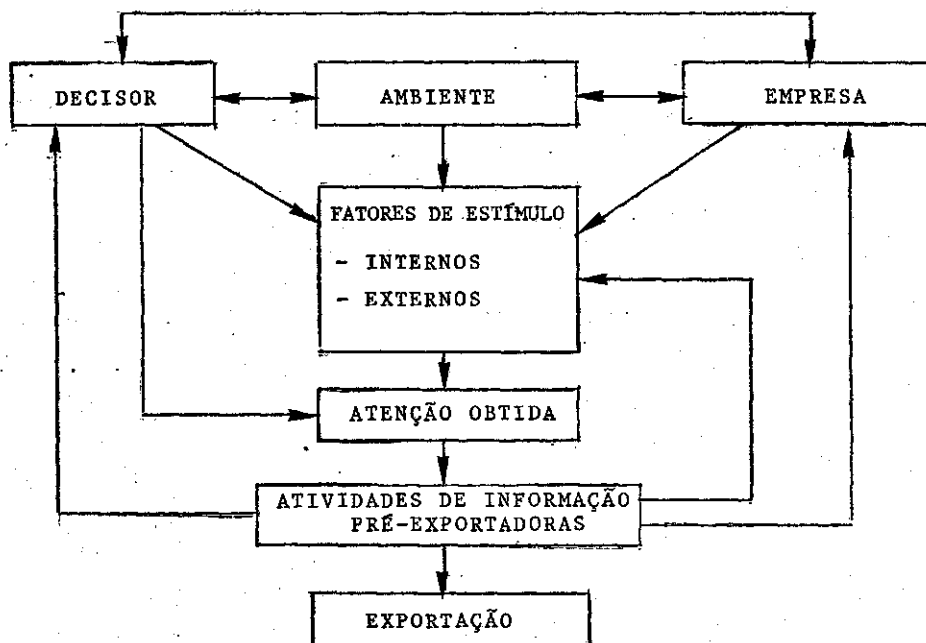 DECISOR
AMBIENTE
EMPRESA
FATORES DE ESTÍMULO
- INTERNOS
- EXTERNOS
ATENÇÃO OBTIDA
ATIVIDADES DE INFORMAÇÃO
PRÉ-EXPORTADORAS
EXPORTAÇÃO